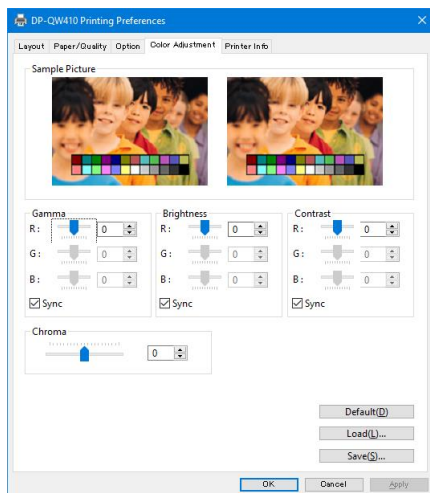 DP-QW410 Printing Preferences
Layout Paper/Quality Option Color Adjustment Printer Info
Sample Picture
Gamma Brightness Contrast
R: 0 R: 0 R: 0
G: 0 G: 0 G: 0
B: 0 B: 0 B: 0
Sync Sync Sync
Chroma
0
Default(D)
Load(L)...
Save(S)...
OK Cancel Apply